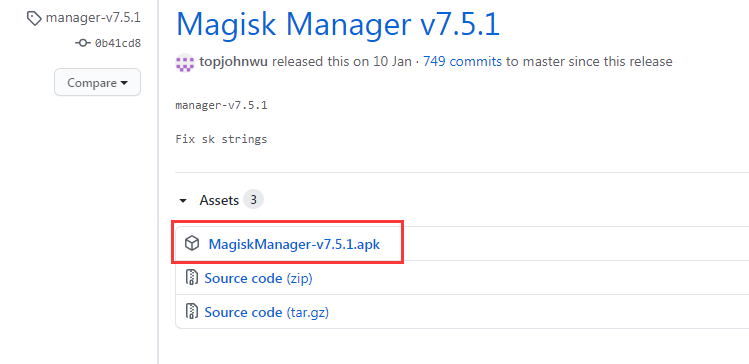 manager-v7.5.1
0b41cd8
Compare
Magisk Manager v7.5.1
topjohnwu released this on 10 Jan · 749 commits to master since this release
manager-v7.5.1
Fix sk strings
Assets 3
MagiskManager-v7.5.1.apk
Source code (zip)
Source code (tar.gz)